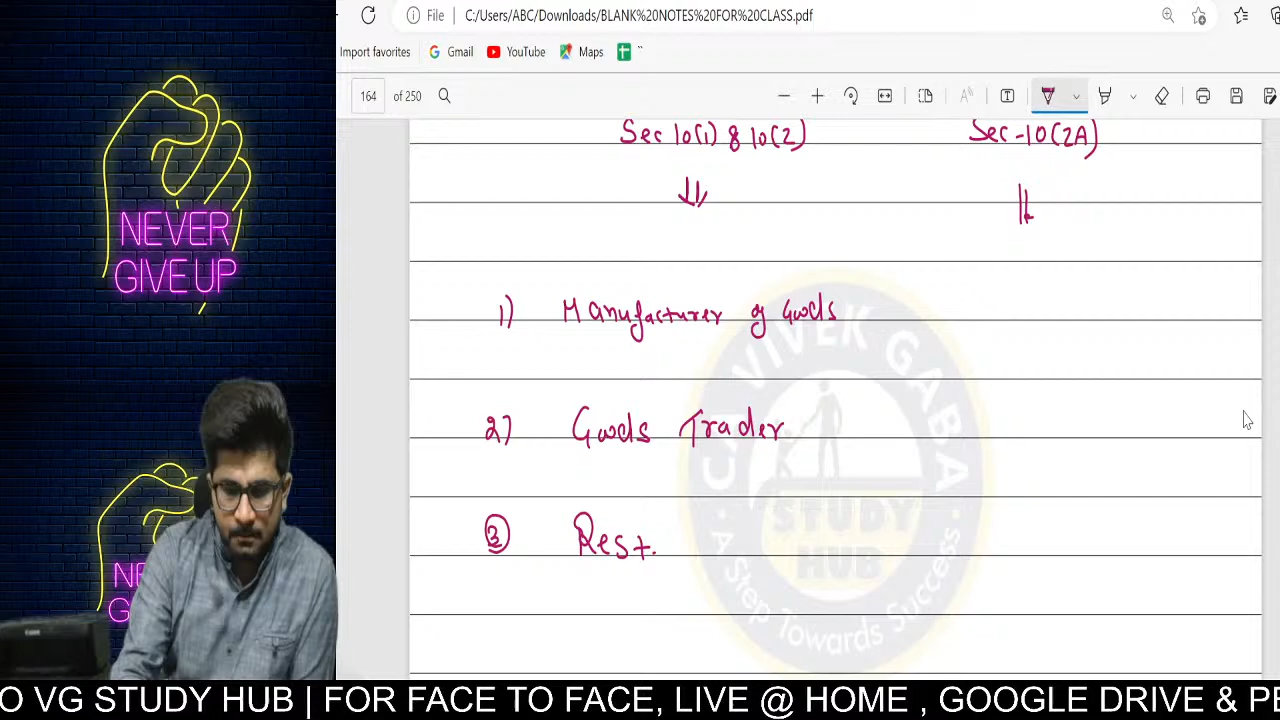 File C:/Users/ABC/Downloads/BLANK%20NOTES%20FOR%20CLASS.pdf
Import favorites Gmail YouTube Maps
164 of 250
Sec 10(1) & 10(2) Sec-10(2A)
1) Manufacturer of Goods
2) Goods Trader
3 Rest.
NEVER
GIVE UP
O VG STUDY HUB | FOR FACE TO FACE, LIVE @ HOME , GOOGLE DRIVE & PE